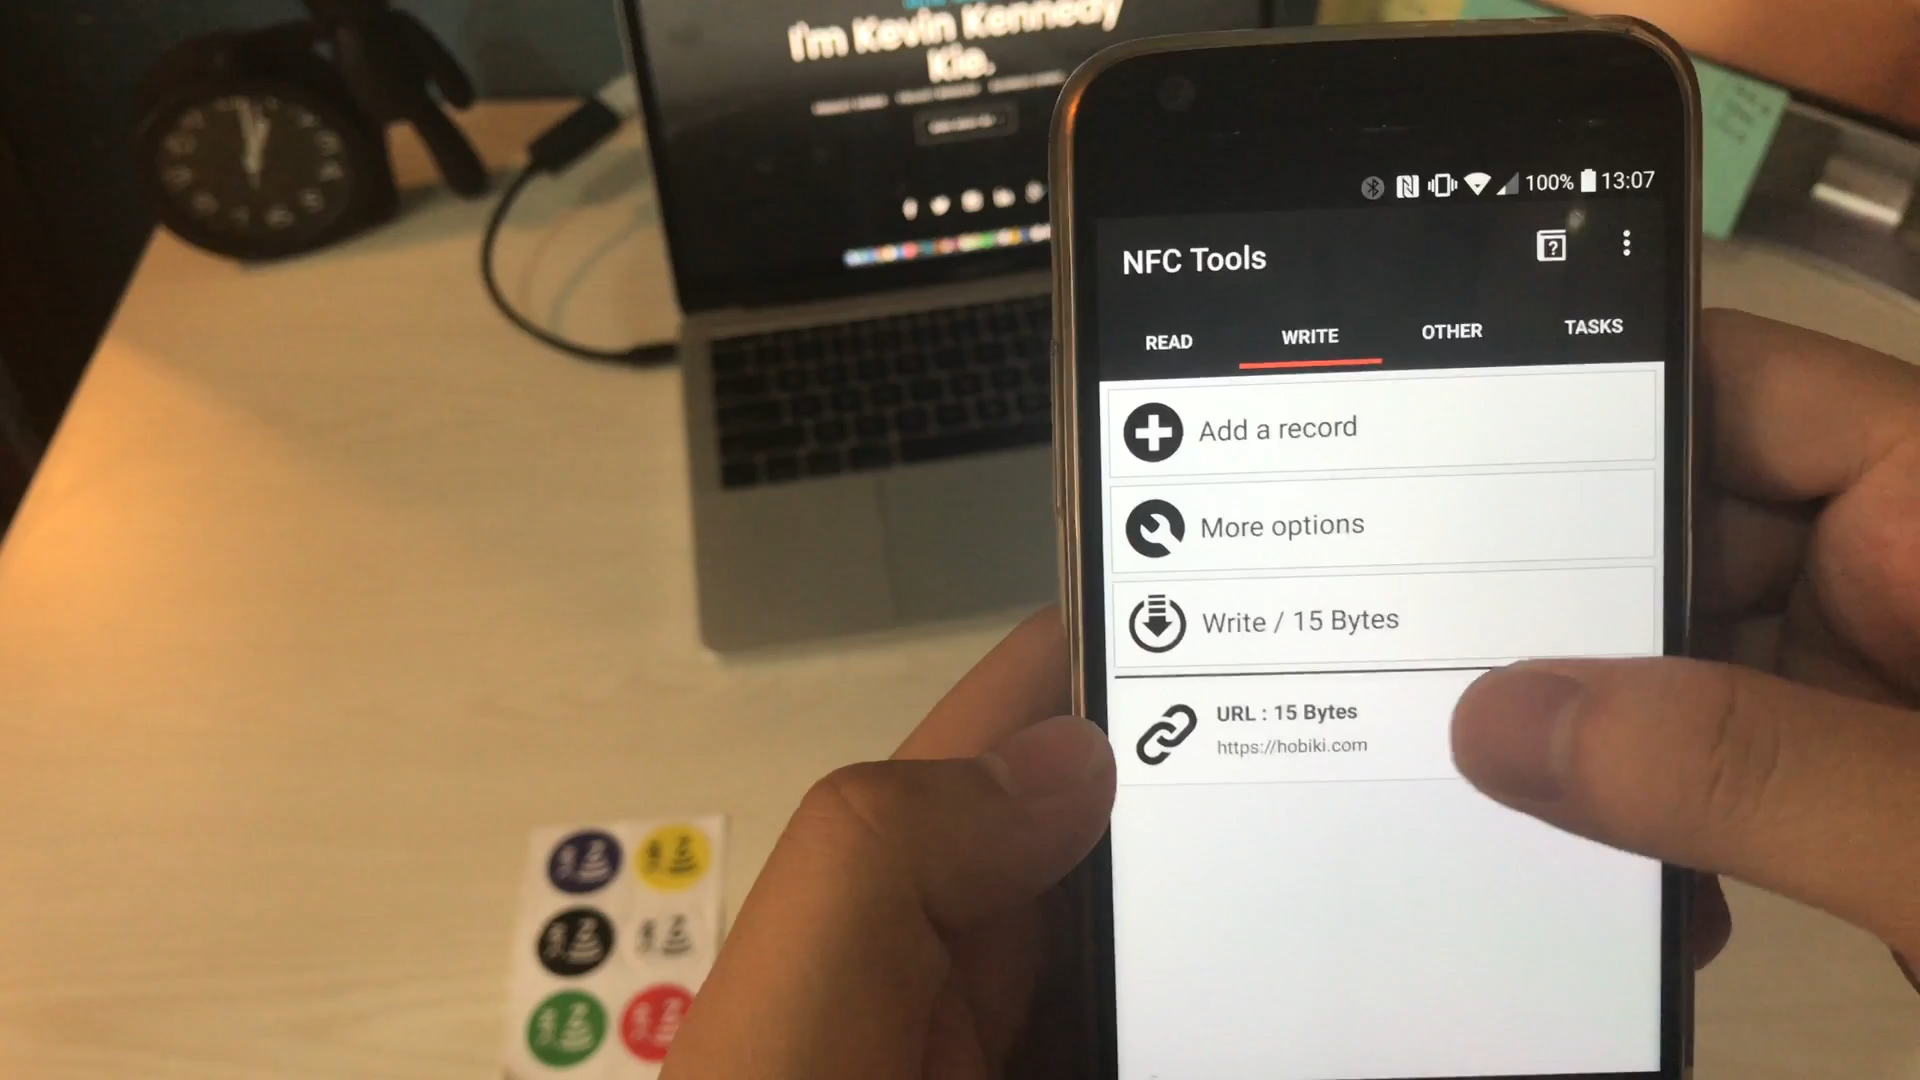 I'm Kevin Kennedy
Kie.
100% 13:07
NFC Tools
READ WRITE OTHER TASKS
Add a record
More options
Write / 15 Bytes
URL : 15 Bytes
https://hobiki.com